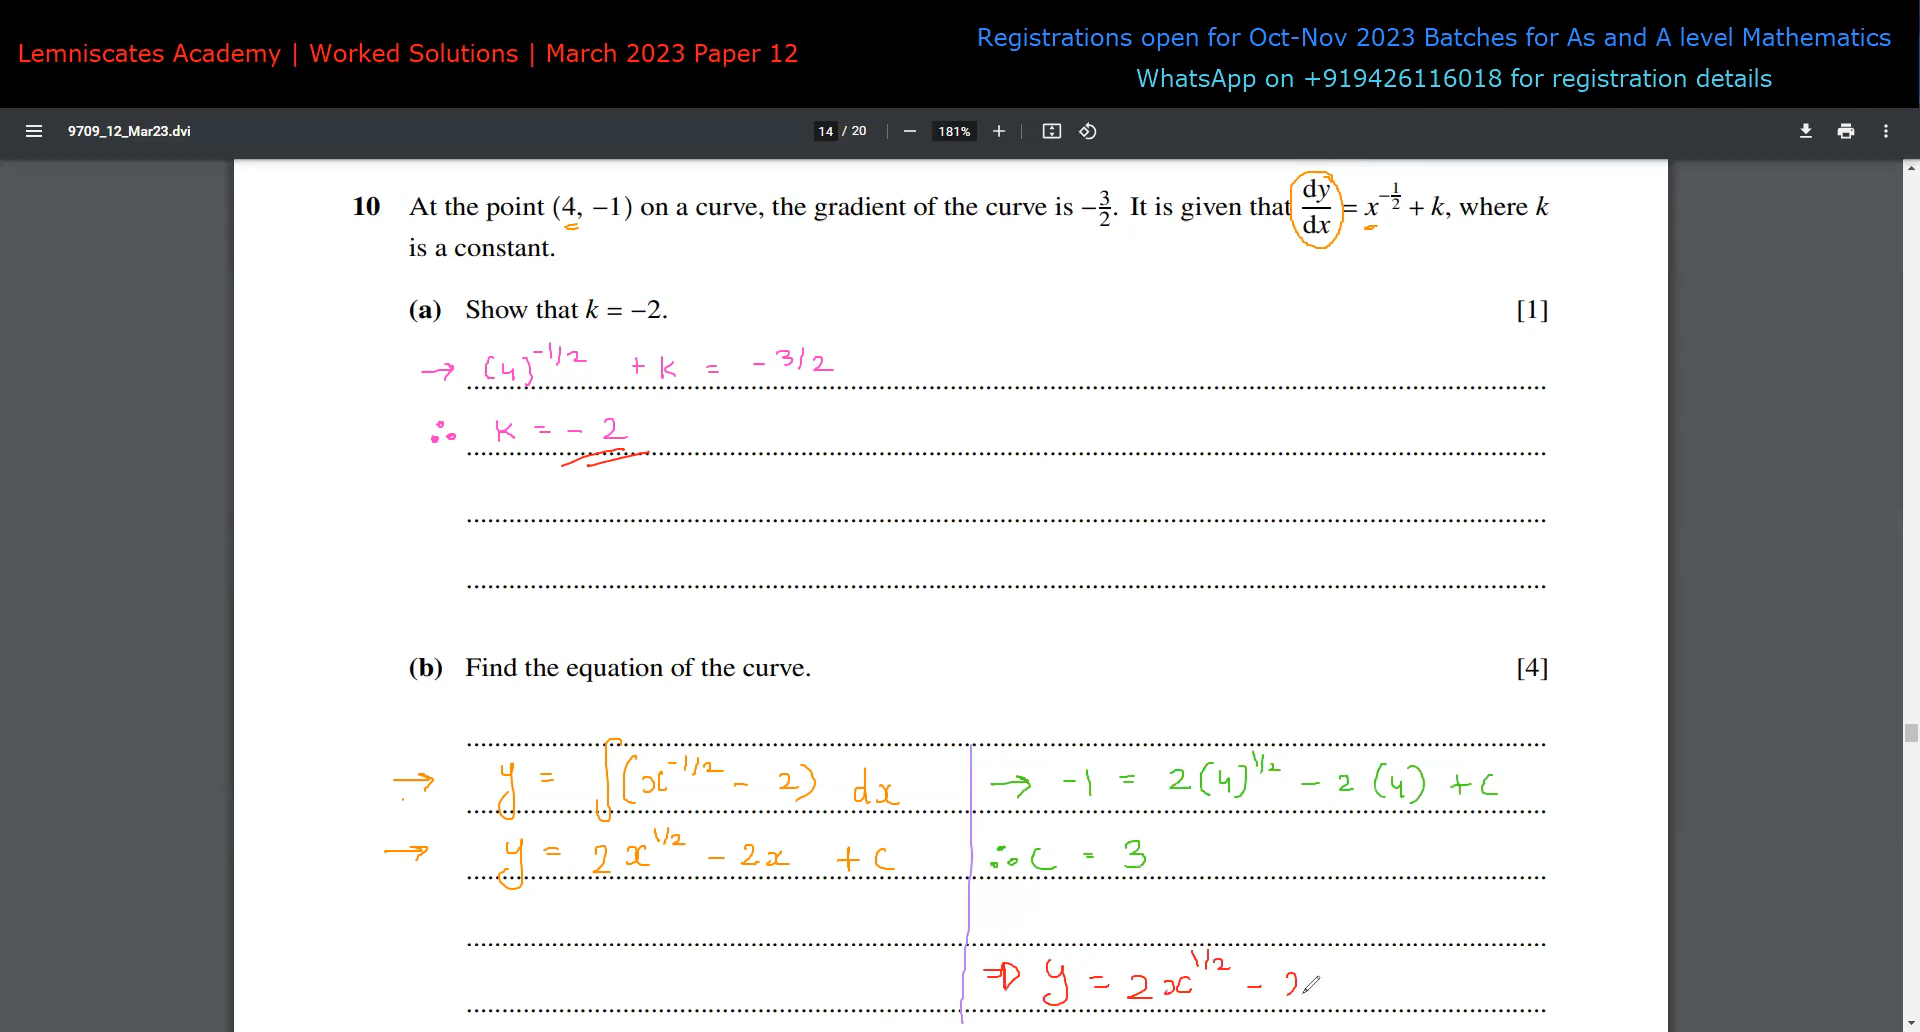 Lemniscates Academy | Worked Solutions | March 2023 Paper 12
Registrations open for Oct-Nov 2023 Batches for As and A level Mathematics
WhatsApp on +919426116018 for registration details
9709_12_Mar23.dvi
14 / 20
181%
10 At the point (4, −1) on a curve, the gradient of the curve is −3/2. It is given that dy/dx = x^(−1/2) + k, where k
is a constant.
(a) Show that k = −2. [1]
→ (4)^(-1/2) + k = - 3/2
∴ k = - 2
(b) Find the equation of the curve. [4]
→ y = ∫(x^(-1/2) - 2) dx
→ y = 2x^(1/2) - 2x + c
→ -1 = 2(4)^(1/2) - 2(4) + c
∴ c = 3
⇒ y = 2x^(1/2) - 2